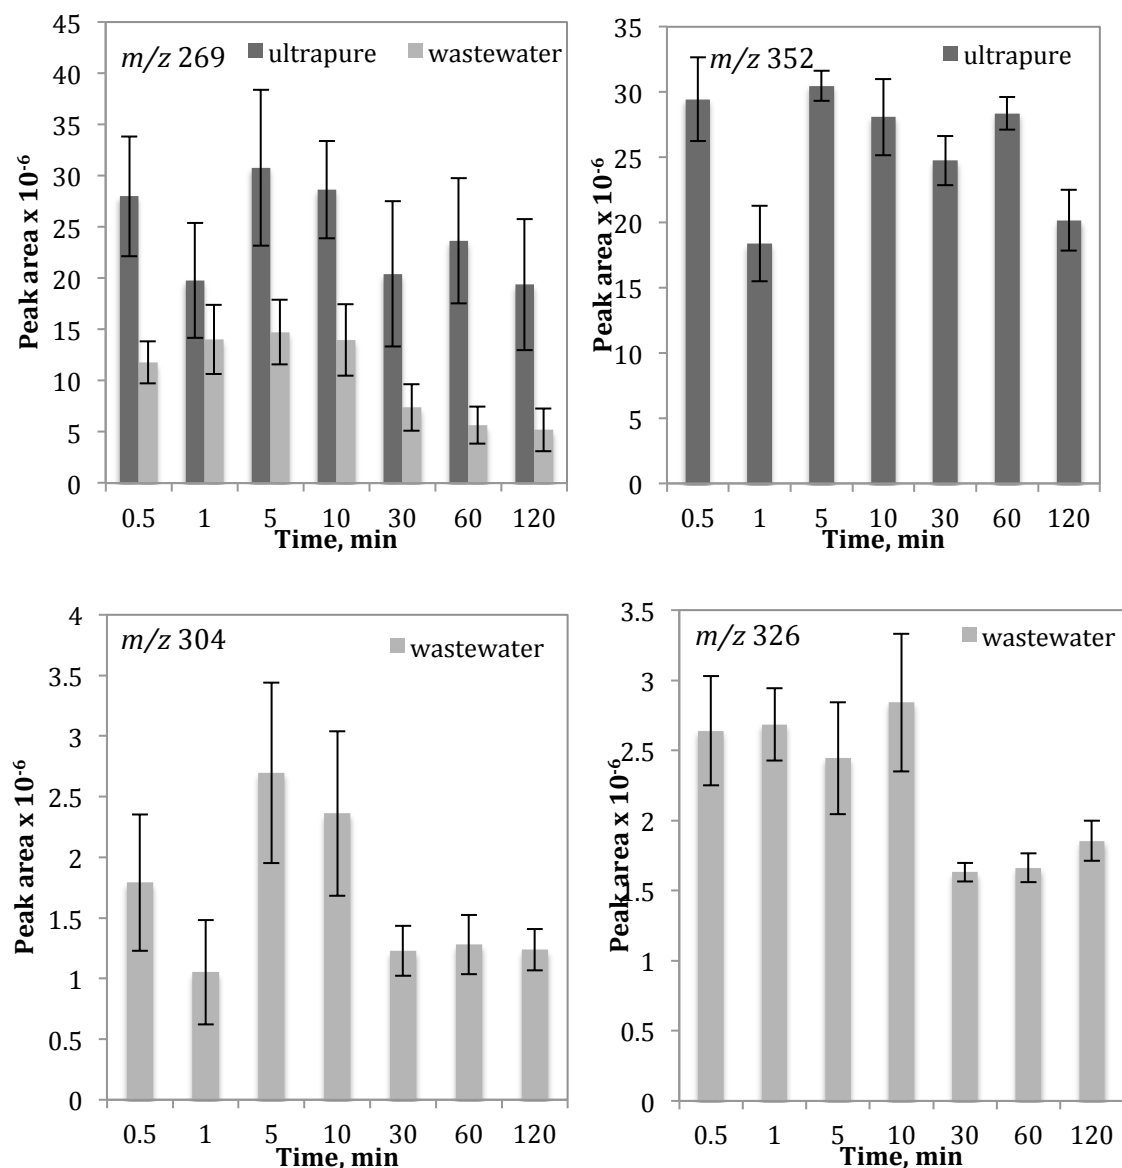 m/z 269 ultrapure wastewater
Peak area x 10⁻⁶
45
40
35
30
25
20
15
10
5
0
0.5 1 5 10 30 60 120
Time, min
m/z 352 ultrapure
Peak area x 10⁻⁶
35
30
25
20
15
10
5
0
0.5 1 5 10 30 60 120
Time, min
m/z 304 wastewater
Peak area x 10⁻⁶
4
3.5
3
2.5
2
1.5
1
0.5
0
0.5 1 5 10 30 60 120
Time, min
m/z 326 wastewater
Peak area x 10⁻⁶
3.5
3
2.5
2
1.5
1
0.5
0
0.5 1 5 10 30 60 120
Time, min